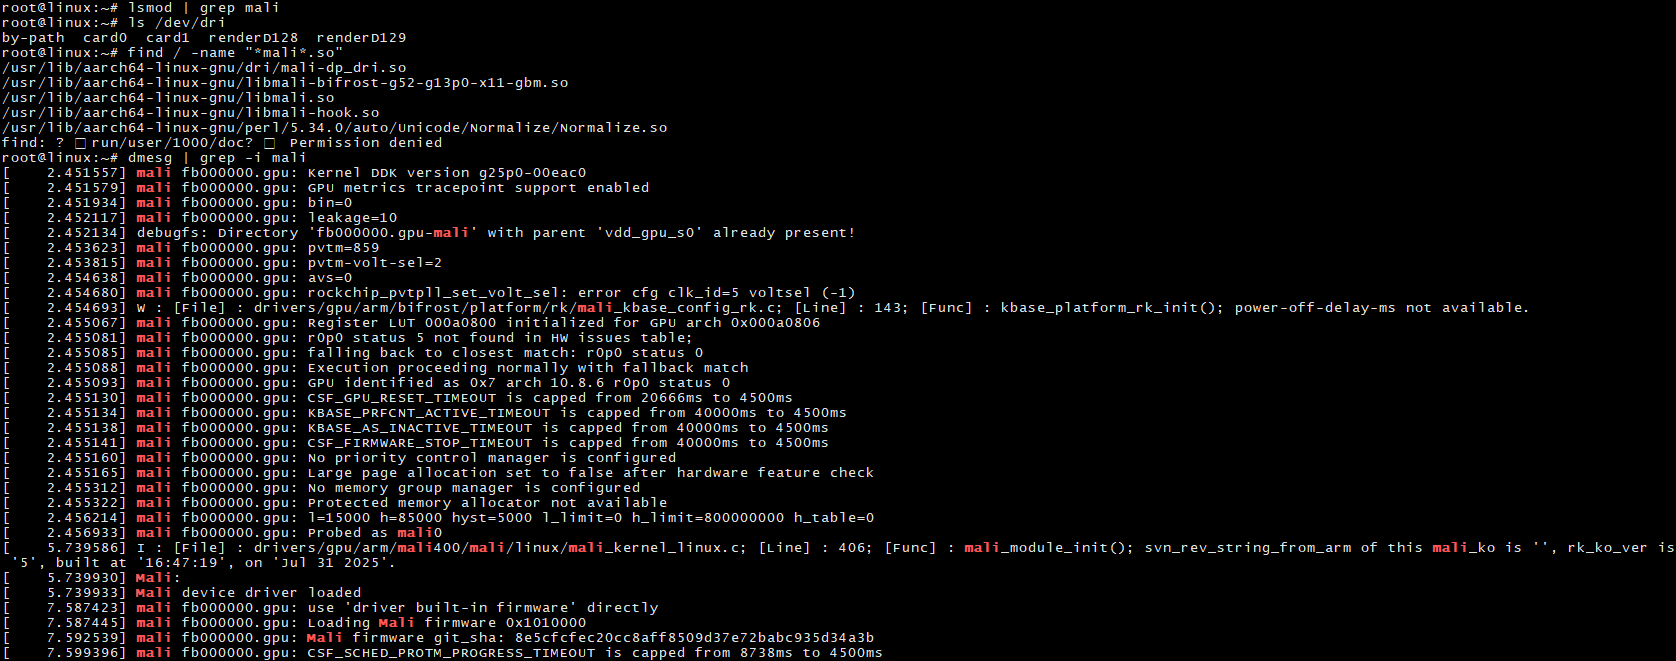 root@linux:~# lsmod | grep mali
root@linux:~# ls /dev/dri
by-path  card0  card1  renderD128  renderD129
root@linux:~# find / -name "*mali*.so"
/usr/lib/aarch64-linux-gnu/dri/mali-dp_dri.so
/usr/lib/aarch64-linux-gnu/libmali-bifrost-g52-g13p0-x11-gbm.so
/usr/lib/aarch64-linux-gnu/libmali.so
/usr/lib/aarch64-linux-gnu/libmali-hook.so
/usr/lib/aarch64-linux-gnu/perl/5.34.0/auto/Unicode/Normalize/Normalize.so
find: ? □run/user/1000/doc? □  Permission denied
root@linux:~# dmesg | grep -i mali
[    2.451557] mali fb000000.gpu: Kernel DDK version g25p0-00eac0
[    2.451579] mali fb000000.gpu: GPU metrics tracepoint support enabled
[    2.451934] mali fb000000.gpu: bin=0
[    2.452117] mali fb000000.gpu: leakage=10
[    2.452134] debugfs: Directory 'fb000000.gpu-mali' with parent 'vdd_gpu_s0' already present!
[    2.453623] mali fb000000.gpu: pvtm=859
[    2.453815] mali fb000000.gpu: pvtm-volt-sel=2
[    2.454638] mali fb000000.gpu: avs=0
[    2.454680] mali fb000000.gpu: rockchip_pvtpll_set_volt_sel: error cfg clk_id=5 voltsel (-1)
[    2.454693] W : [File] : drivers/gpu/arm/bifrost/platform/rk/mali_kbase_config_rk.c; [Line] : 143; [Func] : kbase_platform_rk_init(); power-off-delay-ms not available.
[    2.455067] mali fb000000.gpu: Register LUT 000a0800 initialized for GPU arch 0x000a0806
[    2.455081] mali fb000000.gpu: r0p0 status 5 not found in HW issues table;
[    2.455085] mali fb000000.gpu: falling back to closest match: r0p0 status 0
[    2.455088] mali fb000000.gpu: Execution proceeding normally with fallback match
[    2.455093] mali fb000000.gpu: GPU identified as 0x7 arch 10.8.6 r0p0 status 0
[    2.455130] mali fb000000.gpu: CSF_GPU_RESET_TIMEOUT is capped from 20666ms to 4500ms
[    2.455134] mali fb000000.gpu: KBASE_PRFCNT_ACTIVE_TIMEOUT is capped from 40000ms to 4500ms
[    2.455138] mali fb000000.gpu: KBASE_AS_INACTIVE_TIMEOUT is capped from 40000ms to 4500ms
[    2.455141] mali fb000000.gpu: CSF_FIRMWARE_STOP_TIMEOUT is capped from 40000ms to 4500ms
[    2.455160] mali fb000000.gpu: No priority control manager is configured
[    2.455165] mali fb000000.gpu: Large page allocation set to false after hardware feature check
[    2.455312] mali fb000000.gpu: No memory group manager is configured
[    2.455322] mali fb000000.gpu: Protected memory allocator not available
[    2.456214] mali fb000000.gpu: l=15000 h=85000 hyst=5000 l_limit=0 h_limit=800000000 h_table=0
[    2.456933] mali fb000000.gpu: Probed as mali0
[    5.739586] I : [File] : drivers/gpu/arm/mali400/mali/linux/mali_kernel_linux.c; [Line] : 406; [Func] : mali_module_init(); svn_rev_string_from_arm of this mali_ko is '', rk_ko_ver is
 '5', built at '16:47:19', on 'Jul 31 2025'.
[    5.739930] Mali:
[    5.739933] Mali device driver loaded
[    7.587423] mali fb000000.gpu: use 'driver built-in firmware' directly
[    7.587445] mali fb000000.gpu: Loading Mali firmware 0x1010000
[    7.592539] mali fb000000.gpu: Mali firmware git_sha: 8e5cfcfec20cc8aff8509d37e72babc935d34a3b
[    7.599396] mali fb000000.gpu: CSF_SCHED_PROTM_PROGRESS_TIMEOUT is capped from 8738ms to 4500ms